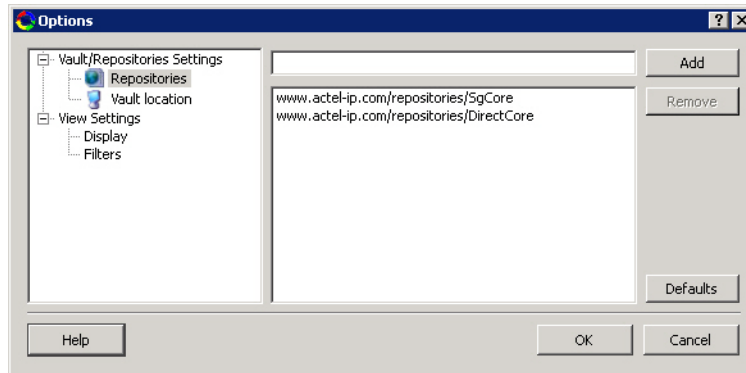 Options
Vault/Repositories Settings
Repositories
Vault location
View Settings
Display
Filters
Add
www.actel-ip.com/repositories/SgCore
www.actel-ip.com/repositories/DirectCore
Remove
Defaults
Help
OK
Cancel